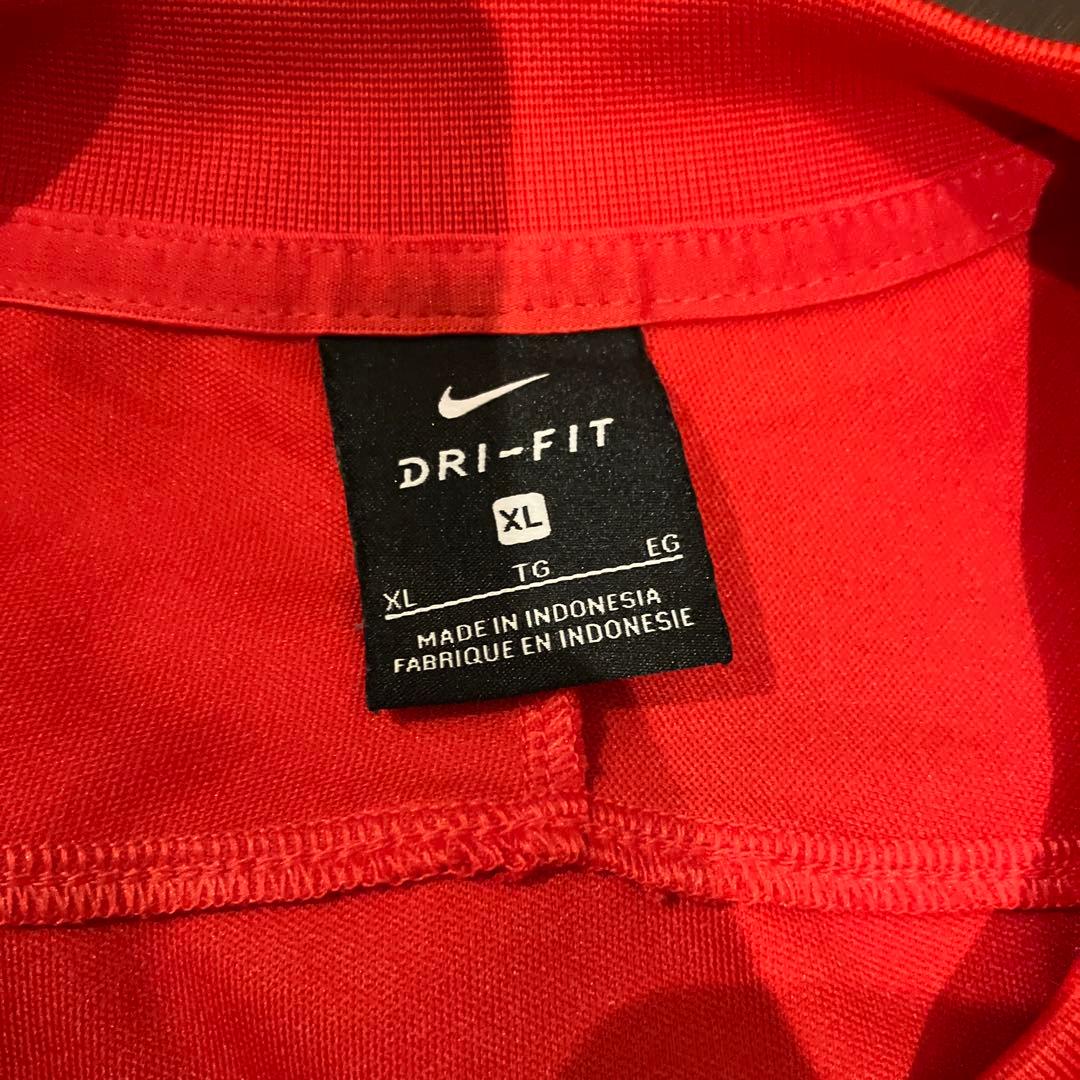 DRI-FIT
XL
XL TG EG
MADE IN INDONESIA
FABRIQUE EN INDONESIE